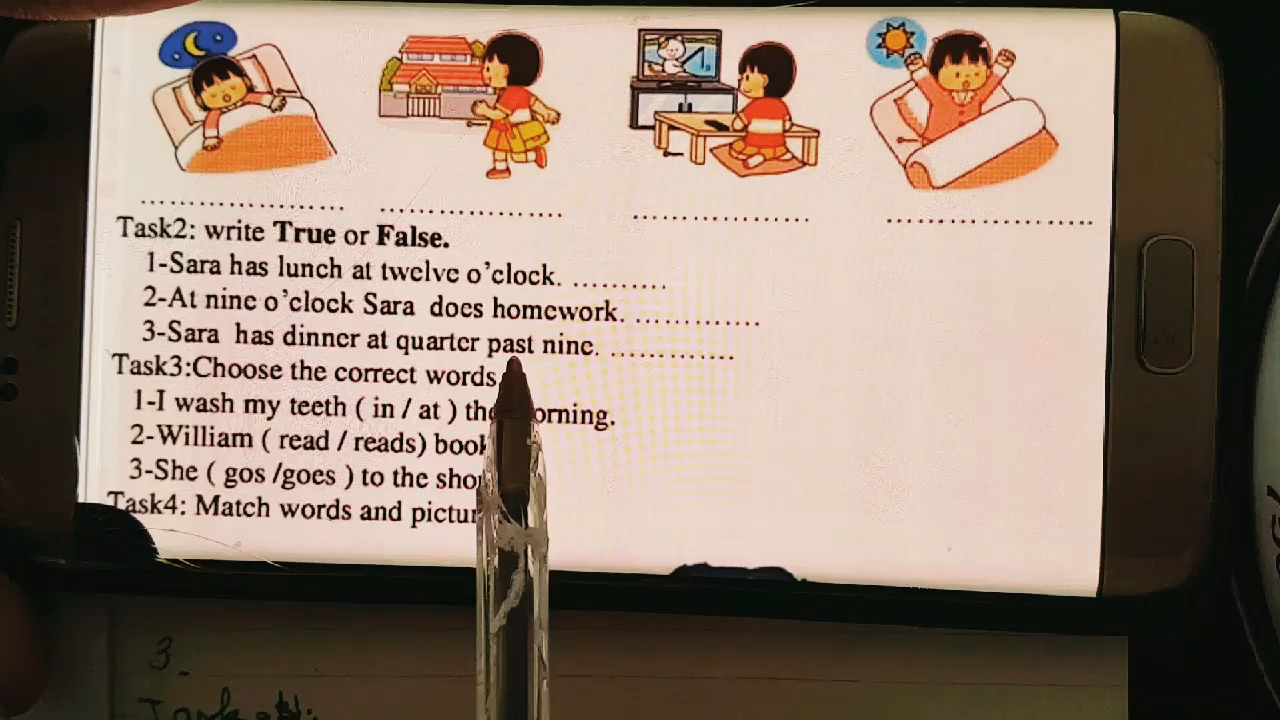 Task2: write True or False.
1-Sara has lunch at twelve o'clock. ..........
2-At nine o'clock Sara does homework. ..............
3-Sara has dinner at quarter past nine. ..............
Task3:Choose the correct words
1-I wash my teeth ( in / at ) the morning.
2-William ( read / reads) book
3-She ( gos /goes ) to the
Task4: Match words and
3-